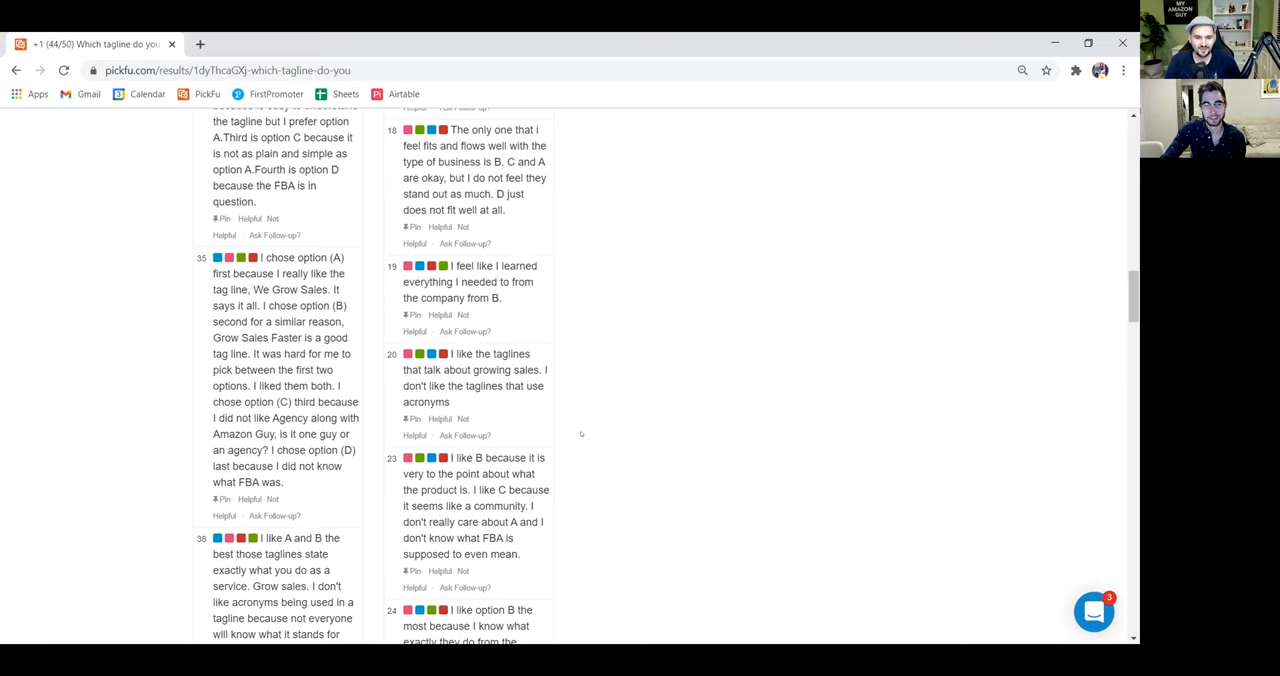 MY
AMAZON
GUY
+1 (44/50) Which tagline do you
pickfu.com/results/1dyThcaGXj-which-tagline-do-you
Apps Gmail Calendar PickFu FirstPromoter Sheets Airtable
the tagline but I prefer option
A.Third is option C because it
is not as plain and simple as
option A.Fourth is option D
because the FBA is in
question.
Pin Helpful Not
Helpful · Ask Follow-up?
35 I chose option (A)
first because I really like the
tag line, We Grow Sales. It
says it all. I chose option (B)
second for a similar reason,
Grow Sales Faster is a good
tag line. It was hard for me to
pick between the first two
options. I liked them both. I
chose option (C) third because
I did not like Agency along with
Amazon Guy, is it one guy or
an agency? I chose option (D)
last because I did not know
what FBA was.
Pin· Helpful Not
Helpful · Ask Follow-up?
38 I like A and B the
best those taglines state
exactly what you do as a
service. Grow sales. I don't
like acronyms being used in a
tagline because not everyone
will know what it stands for
Helpful · Ask Follow-up?
18 The only one that i
feel fits and flows well with the
type of business is B. C and A
are okay, but I do not feel they
stand out as much. D just
does not fit well at all.
Pin· Helpful Not
Helpful · Ask Follow-up?
19 I feel like I learned
everything I needed to from
the company from B.
Pin· Helpful Not
Helpful · Ask Follow-up?
20 I like the taglines
that talk about growing sales. I
don't like the taglines that use
acronyms
Pin· Helpful Not
Helpful · Ask Follow-up?
23 I like B because it is
very to the point about what
the product is. I like C because
it seems like a community. I
don't really care about A and I
don't know what FBA is
supposed to even mean.
Pin· Helpful Not
Helpful · Ask Follow-up?
24 I like option B the
most because I know what
exactly they do from the
3